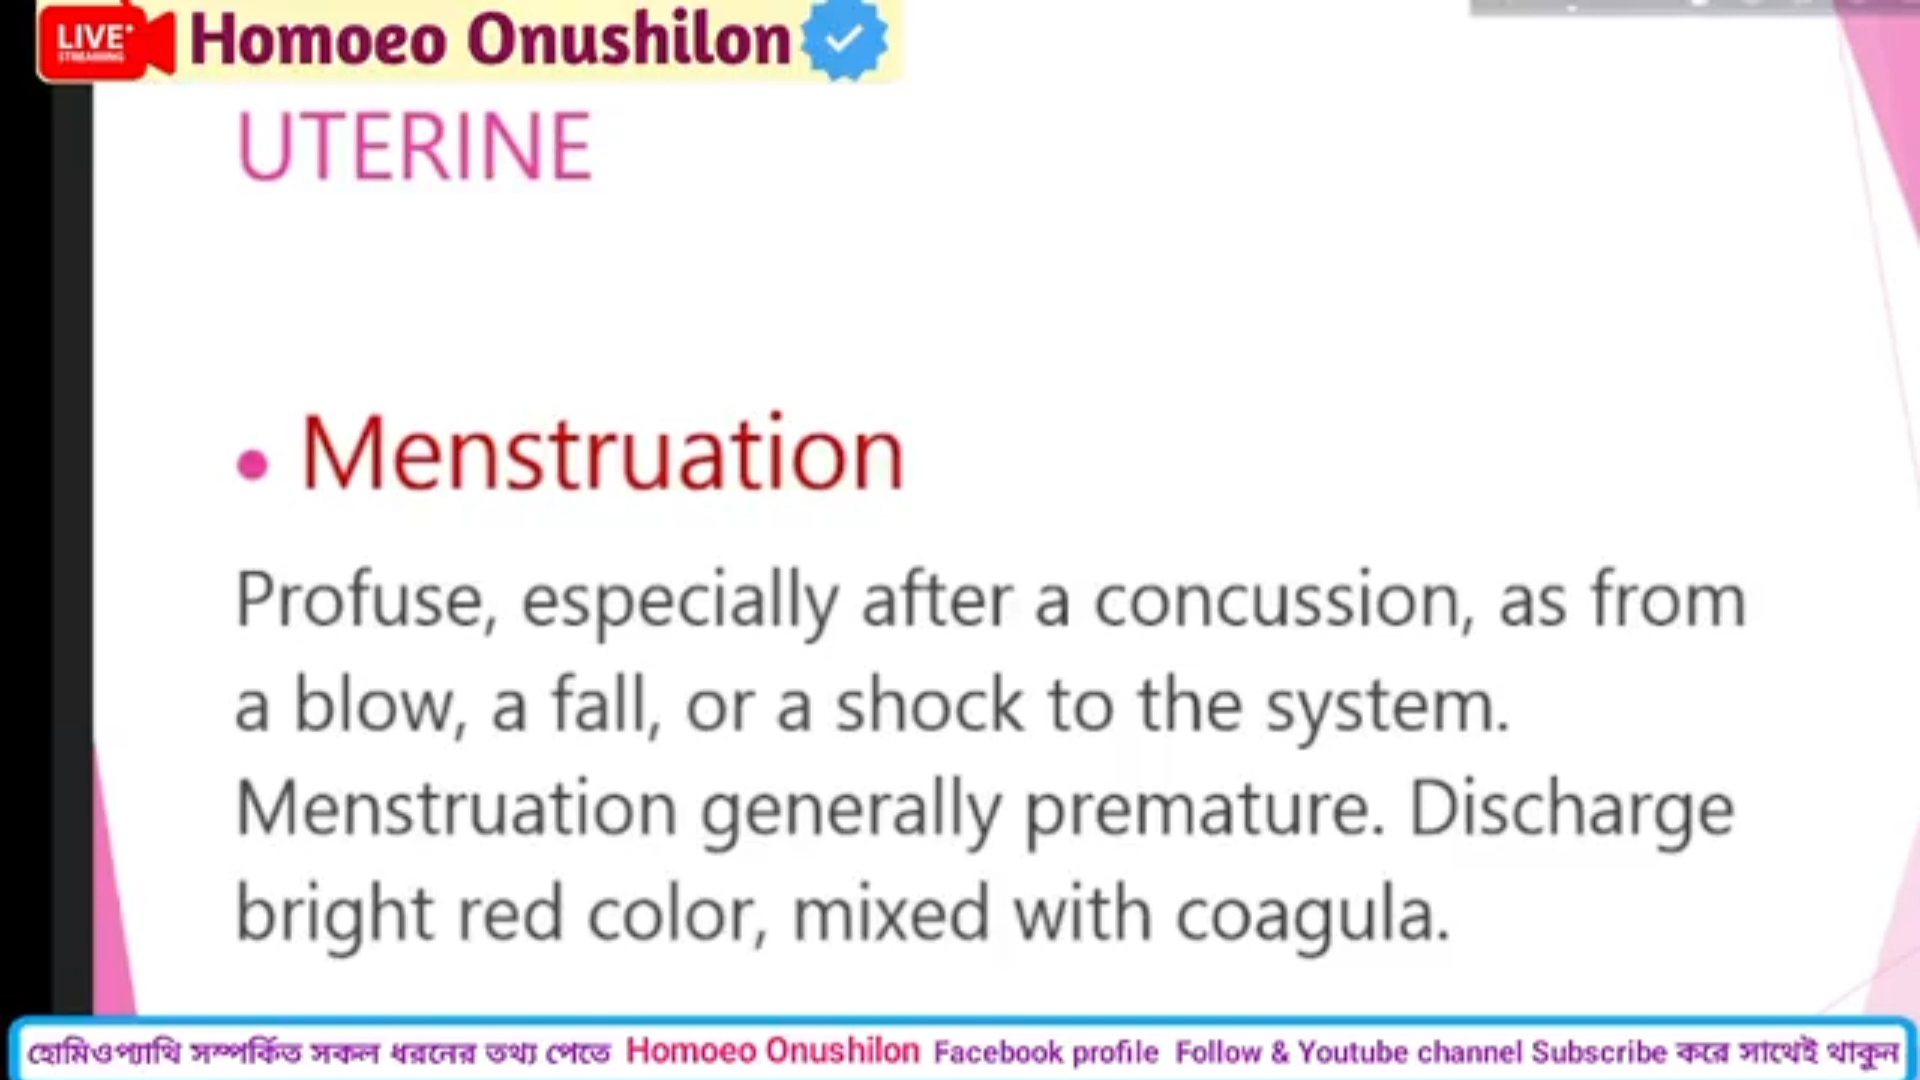 LIVE
STREAMING
Homoeo Onushilon
UTERINE
• Menstruation
Profuse, especially after a concussion, as from
a blow, a fall, or a shock to the system.
Menstruation generally premature. Discharge
bright red color, mixed with coagula.
হোমিওপ্যাথি সম্পর্কিত সকল ধরনের তথ্য পেতে Homoeo Onushilon Facebook profile Follow & Youtube channel Subscribe করে সাথেই থাকুন